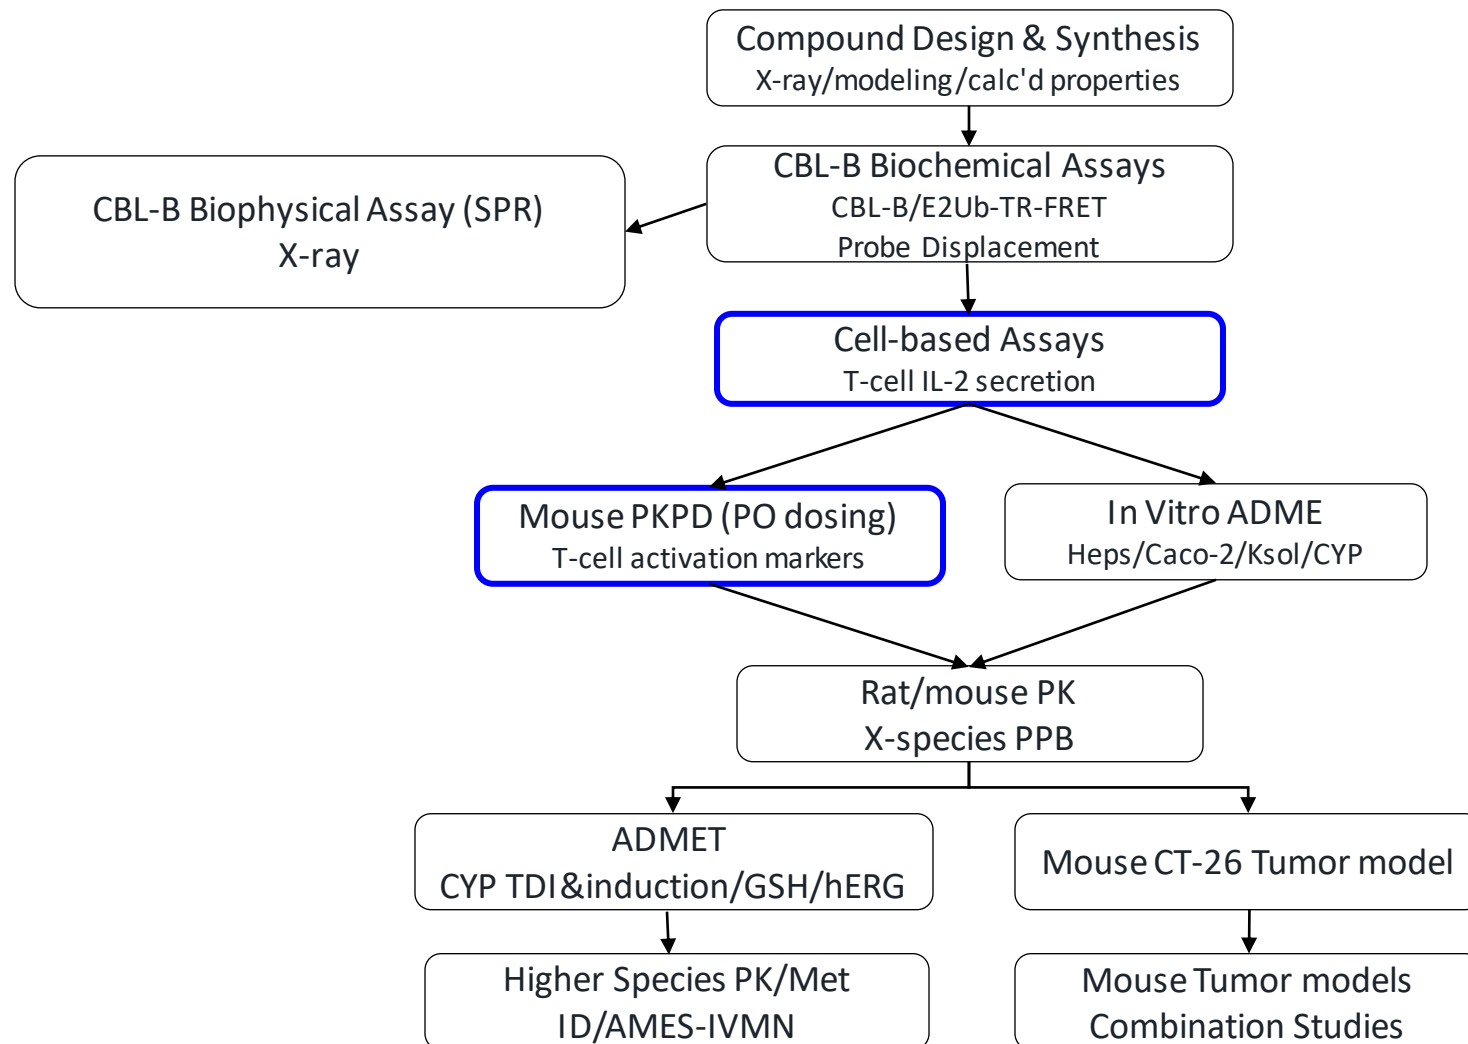 Compound Design & Synthesis
X-ray/modeling/calc'd properties
CBL-B Biochemical Assays
CBL-B/E2Ub-TR-FRET
Probe Displacement
CBL-B Biophysical Assay (SPR)
X-ray
Cell-based Assays
T-cell IL-2 secretion
Mouse PKPD (PO dosing)
T-cell activation markers
In Vitro ADME
Heps/Caco-2/Ksol/CYP
Rat/mouse PK
X-species PPB
ADMET
CYP TDI&induction/GSH/hERG
Mouse CT-26 Tumor model
Higher Species PK/Met
ID/AMES-IVMN
Mouse Tumor models
Combination Studies